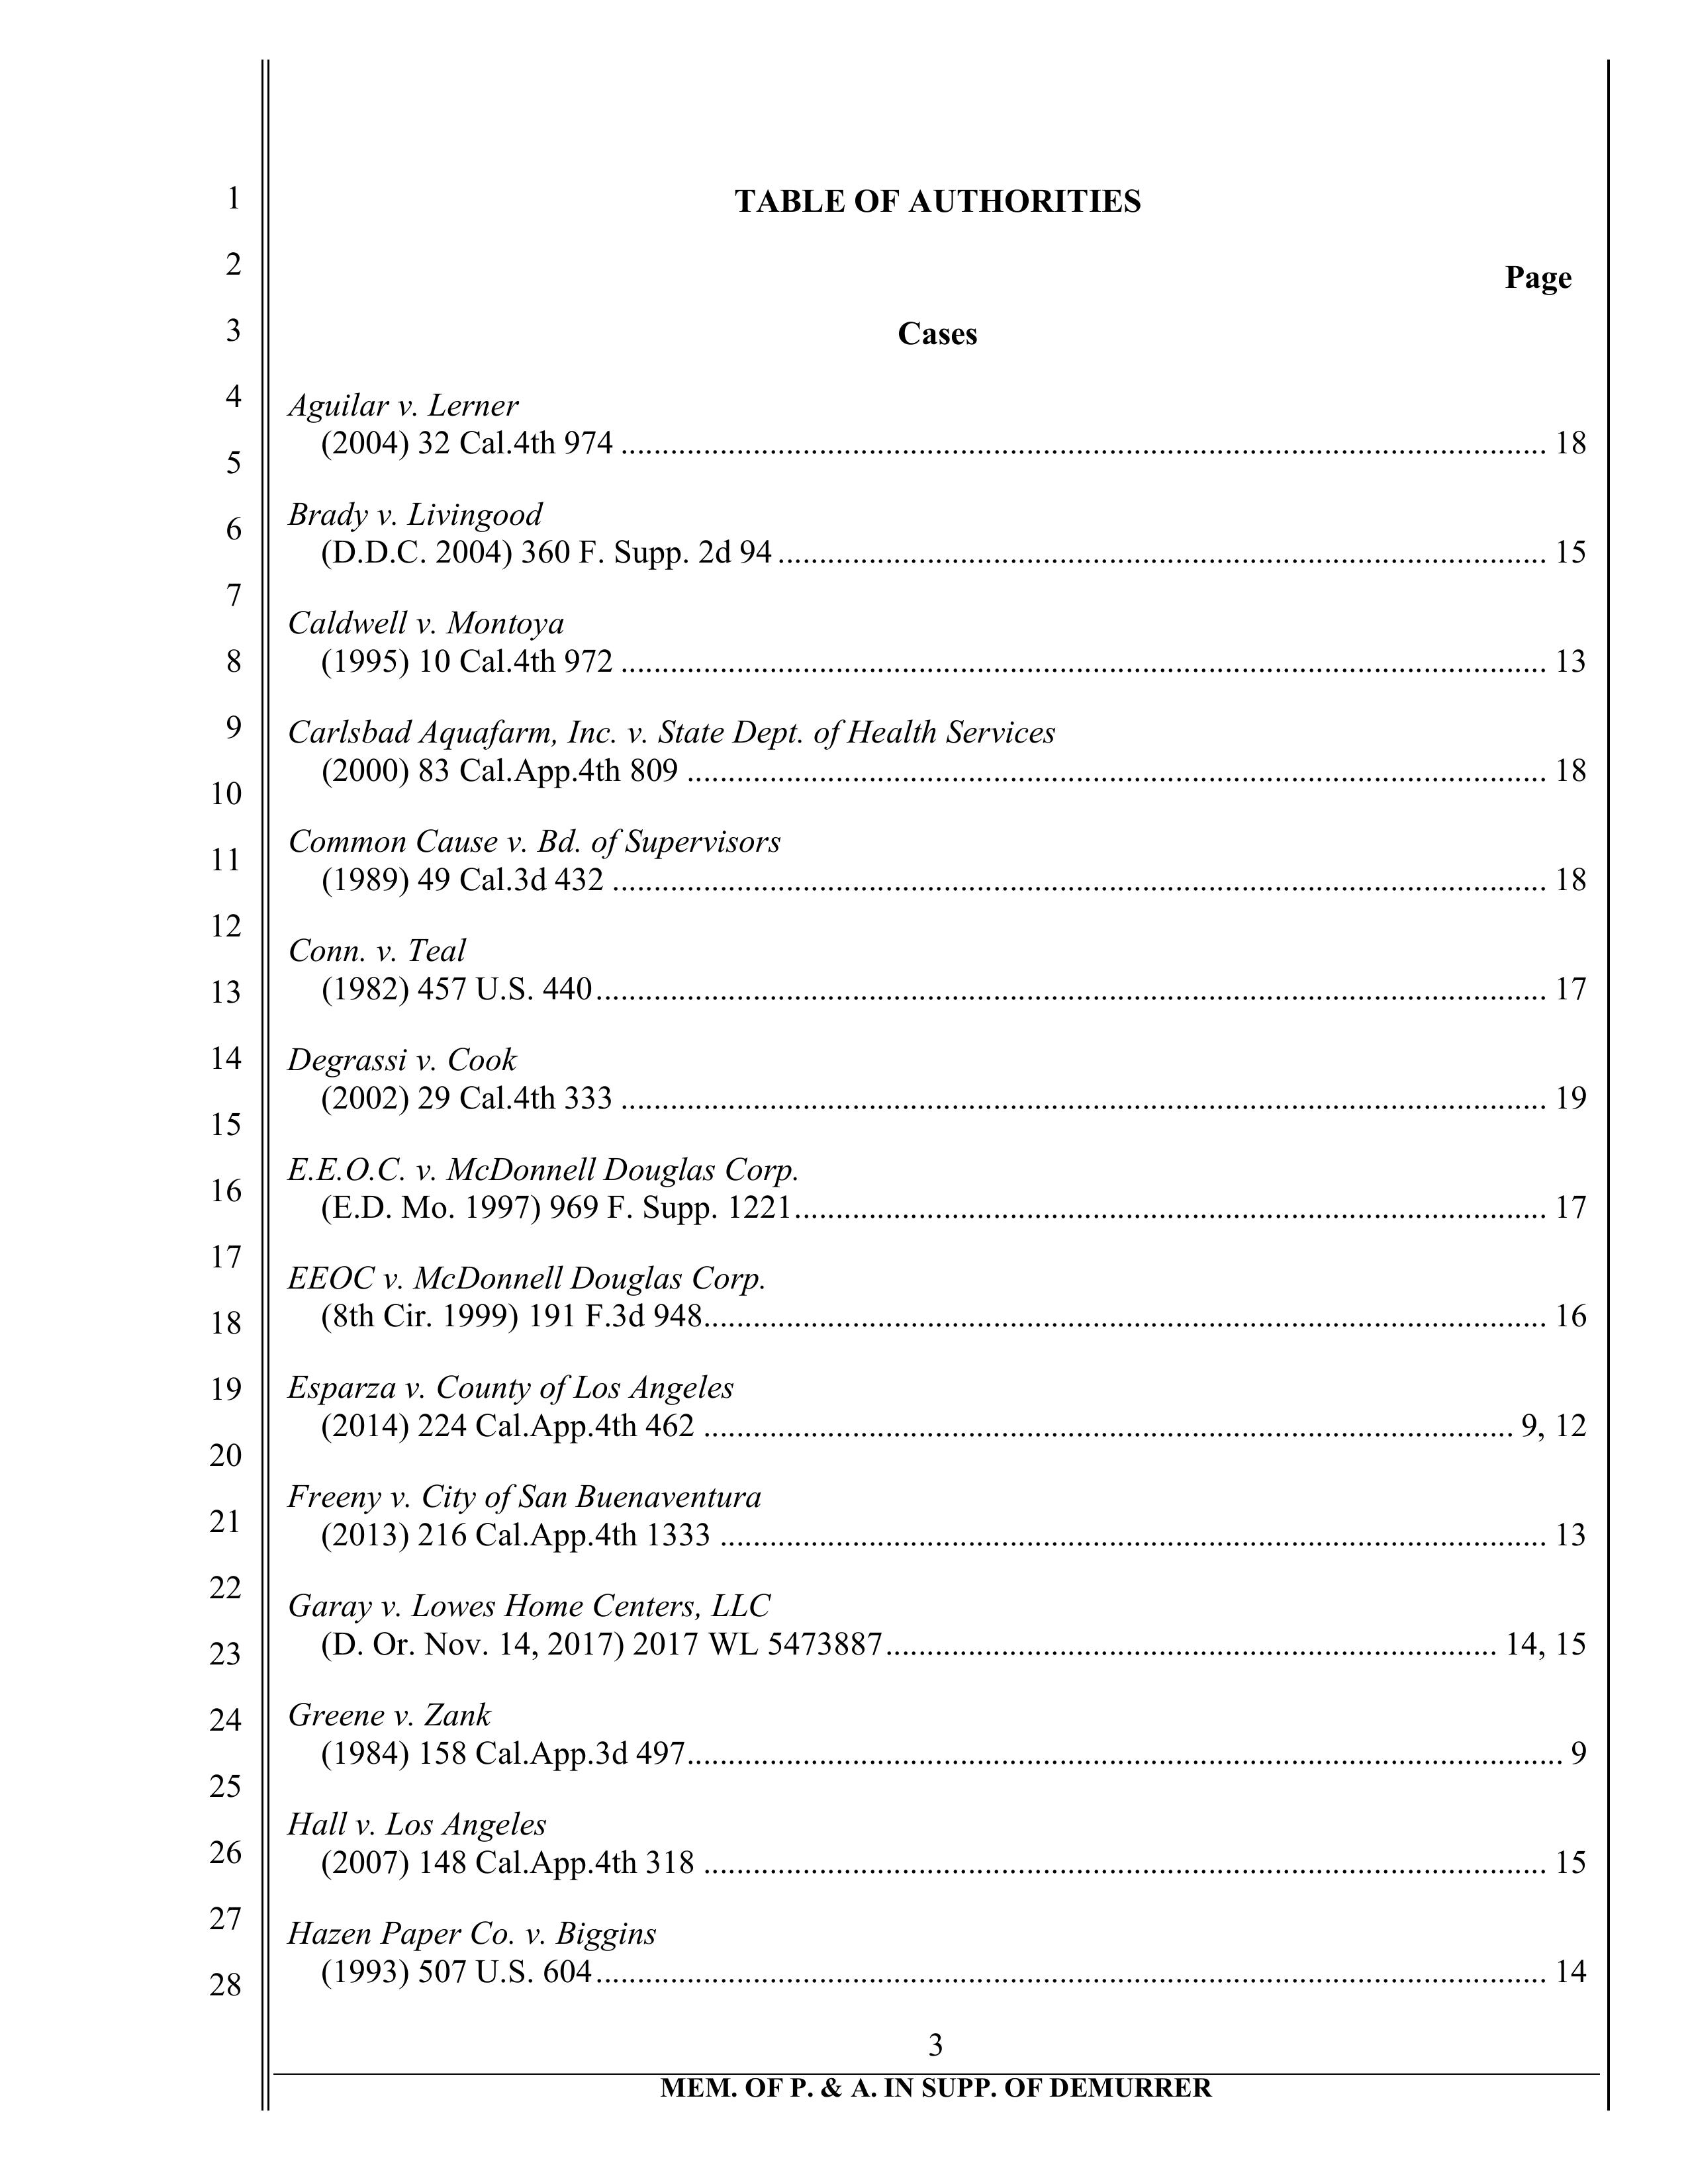 1 TABLE OF AUTHORITIES
2 Page
3 Cases
4 Aguilar v. Lerner
5 (2004) 32 Cal.4th 974 ........ 18
6 Brady v. Livingood
(D.D.C. 2004) 360 F. Supp. 2d 94 ........ 15
7 Caldwell v. Montoya
8 (1995) 10 Cal.4th 972 ........ 13
9 Carlsbad Aquafarm, Inc. v. State Dept. of Health Services
10 (2000) 83 Cal.App.4th 809 ........ 18
11 Common Cause v. Bd. of Supervisors
(1989) 49 Cal.3d 432 ........ 18
12 Conn. v. Teal
13 (1982) 457 U.S. 440 ........ 17
14 Degrassi v. Cook
15 (2002) 29 Cal.4th 333 ........ 19
16 E.E.O.C. v. McDonnell Douglas Corp.
(E.D. Mo. 1997) 969 F. Supp. 1221 ........ 17
17 EEOC v. McDonnell Douglas Corp.
18 (8th Cir. 1999) 191 F.3d 948 ........ 16
19 Esparza v. County of Los Angeles
20 (2014) 224 Cal.App.4th 462 ........ 9, 12
21 Freeny v. City of San Buenaventura
(2013) 216 Cal.App.4th 1333 ........ 13
22 Garay v. Lowes Home Centers, LLC
23 (D. Or. Nov. 14, 2017) 2017 WL 5473887 ........ 14, 15
24 Greene v. Zank
25 (1984) 158 Cal.App.3d 497 ........ 9
26 Hall v. Los Angeles
(2007) 148 Cal.App.4th 318 ........ 15
27 Hazen Paper Co. v. Biggins
28 (1993) 507 U.S. 604 ........ 14
3
MEM. OF P. & A. IN SUPP. OF DEMURRER